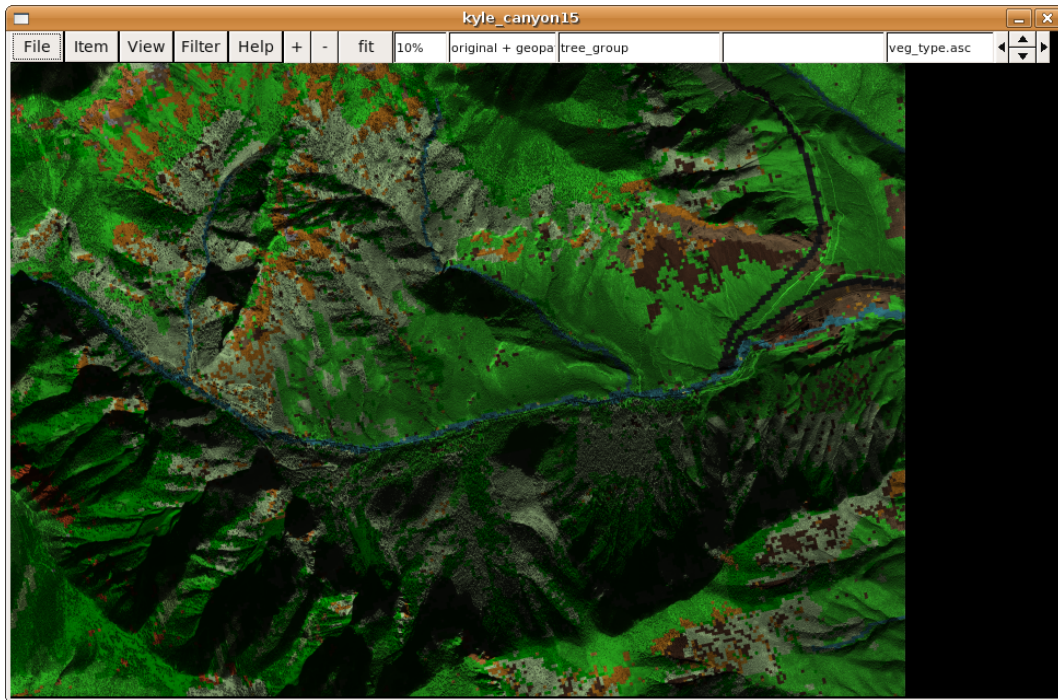 kyle_canyon15
File Item View Filter Help + - fit 10% original + geopa tree_group veg_type.asc